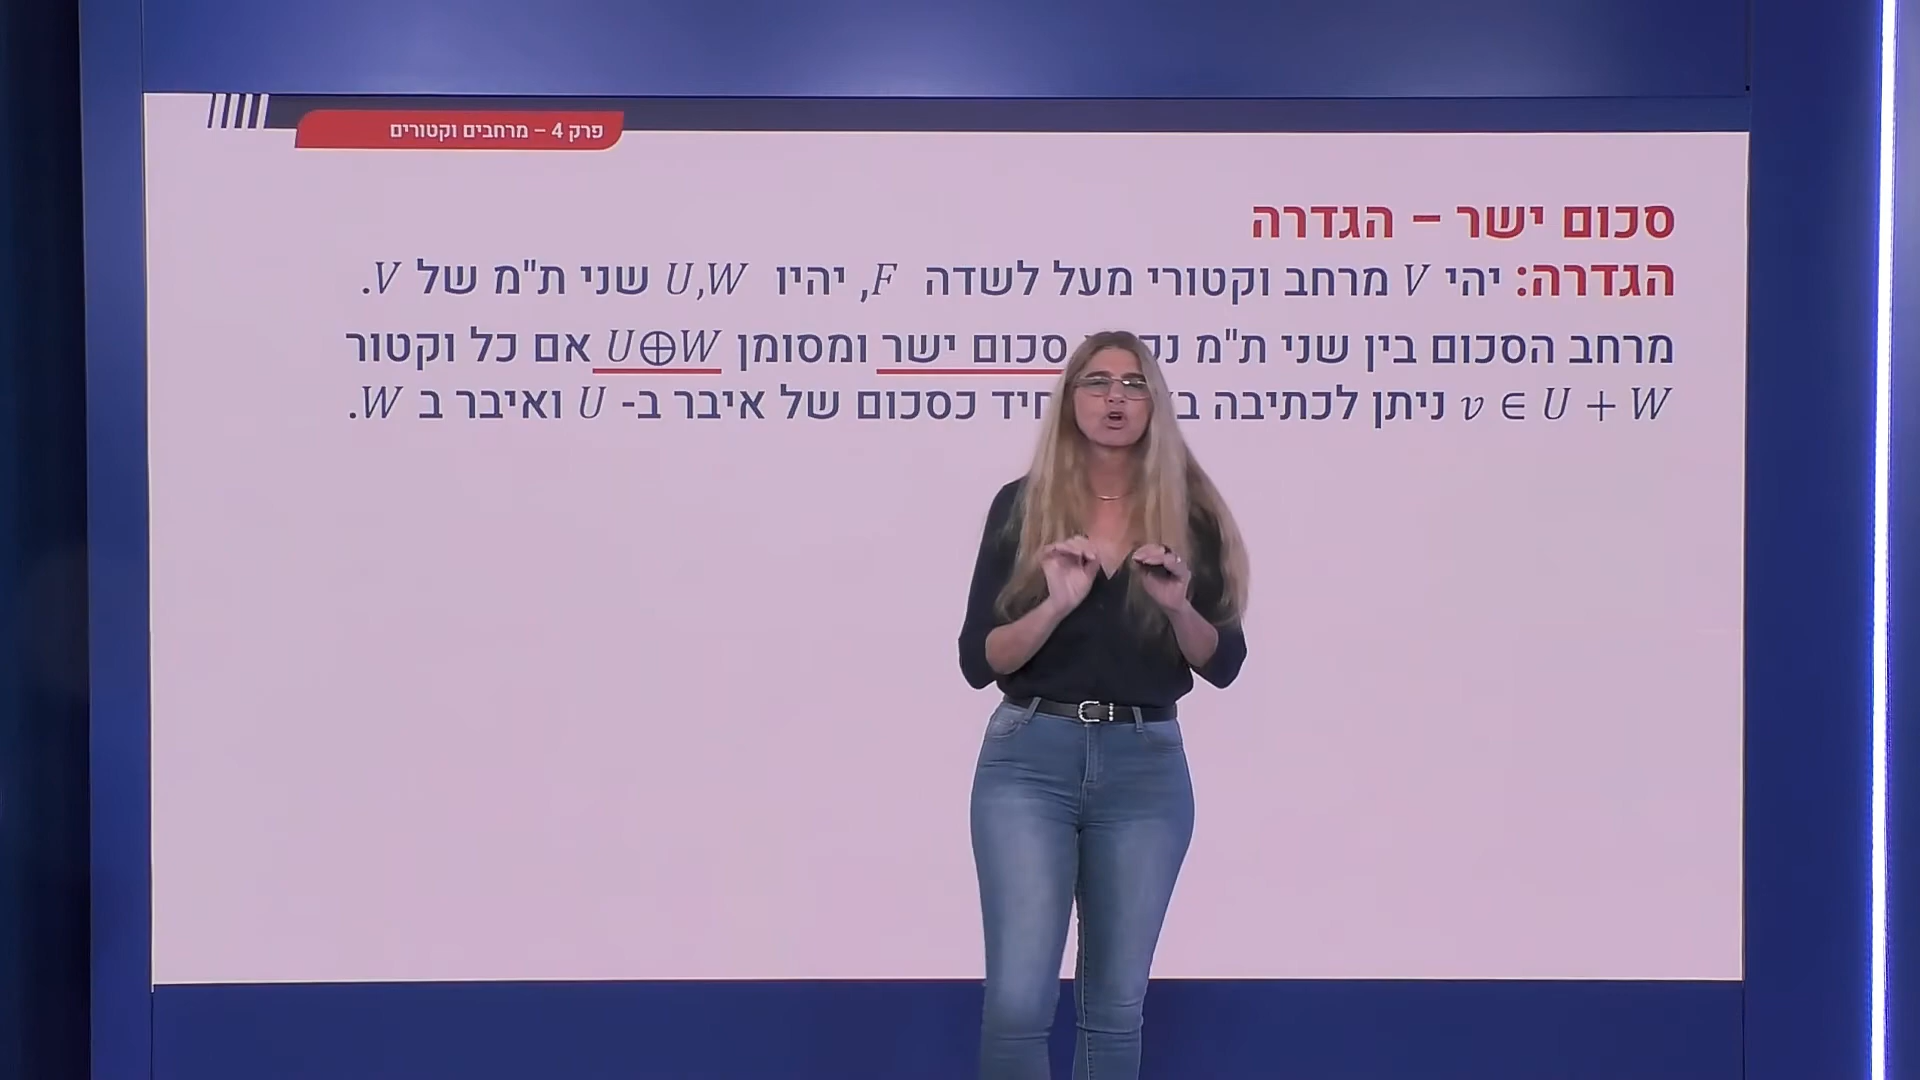 פרק 4 – מרחבים וקטורים
סכום ישר – הגדרה
הגדרה: יהי V מרחב וקטורי מעל לשדה F, יהיו U,W שני ת"מ של V.
מרחב הסכום בין שני ת"מ סכום ישר ומסומן U⊕W אם כל וקטור
v ∈ U + W ניתן לכתיבה כסכום של איבר ב- U ואיבר ב W.